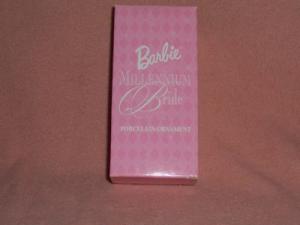 Barbie
MILLENNIUM
Bride
PORCELAIN ORNAMENT